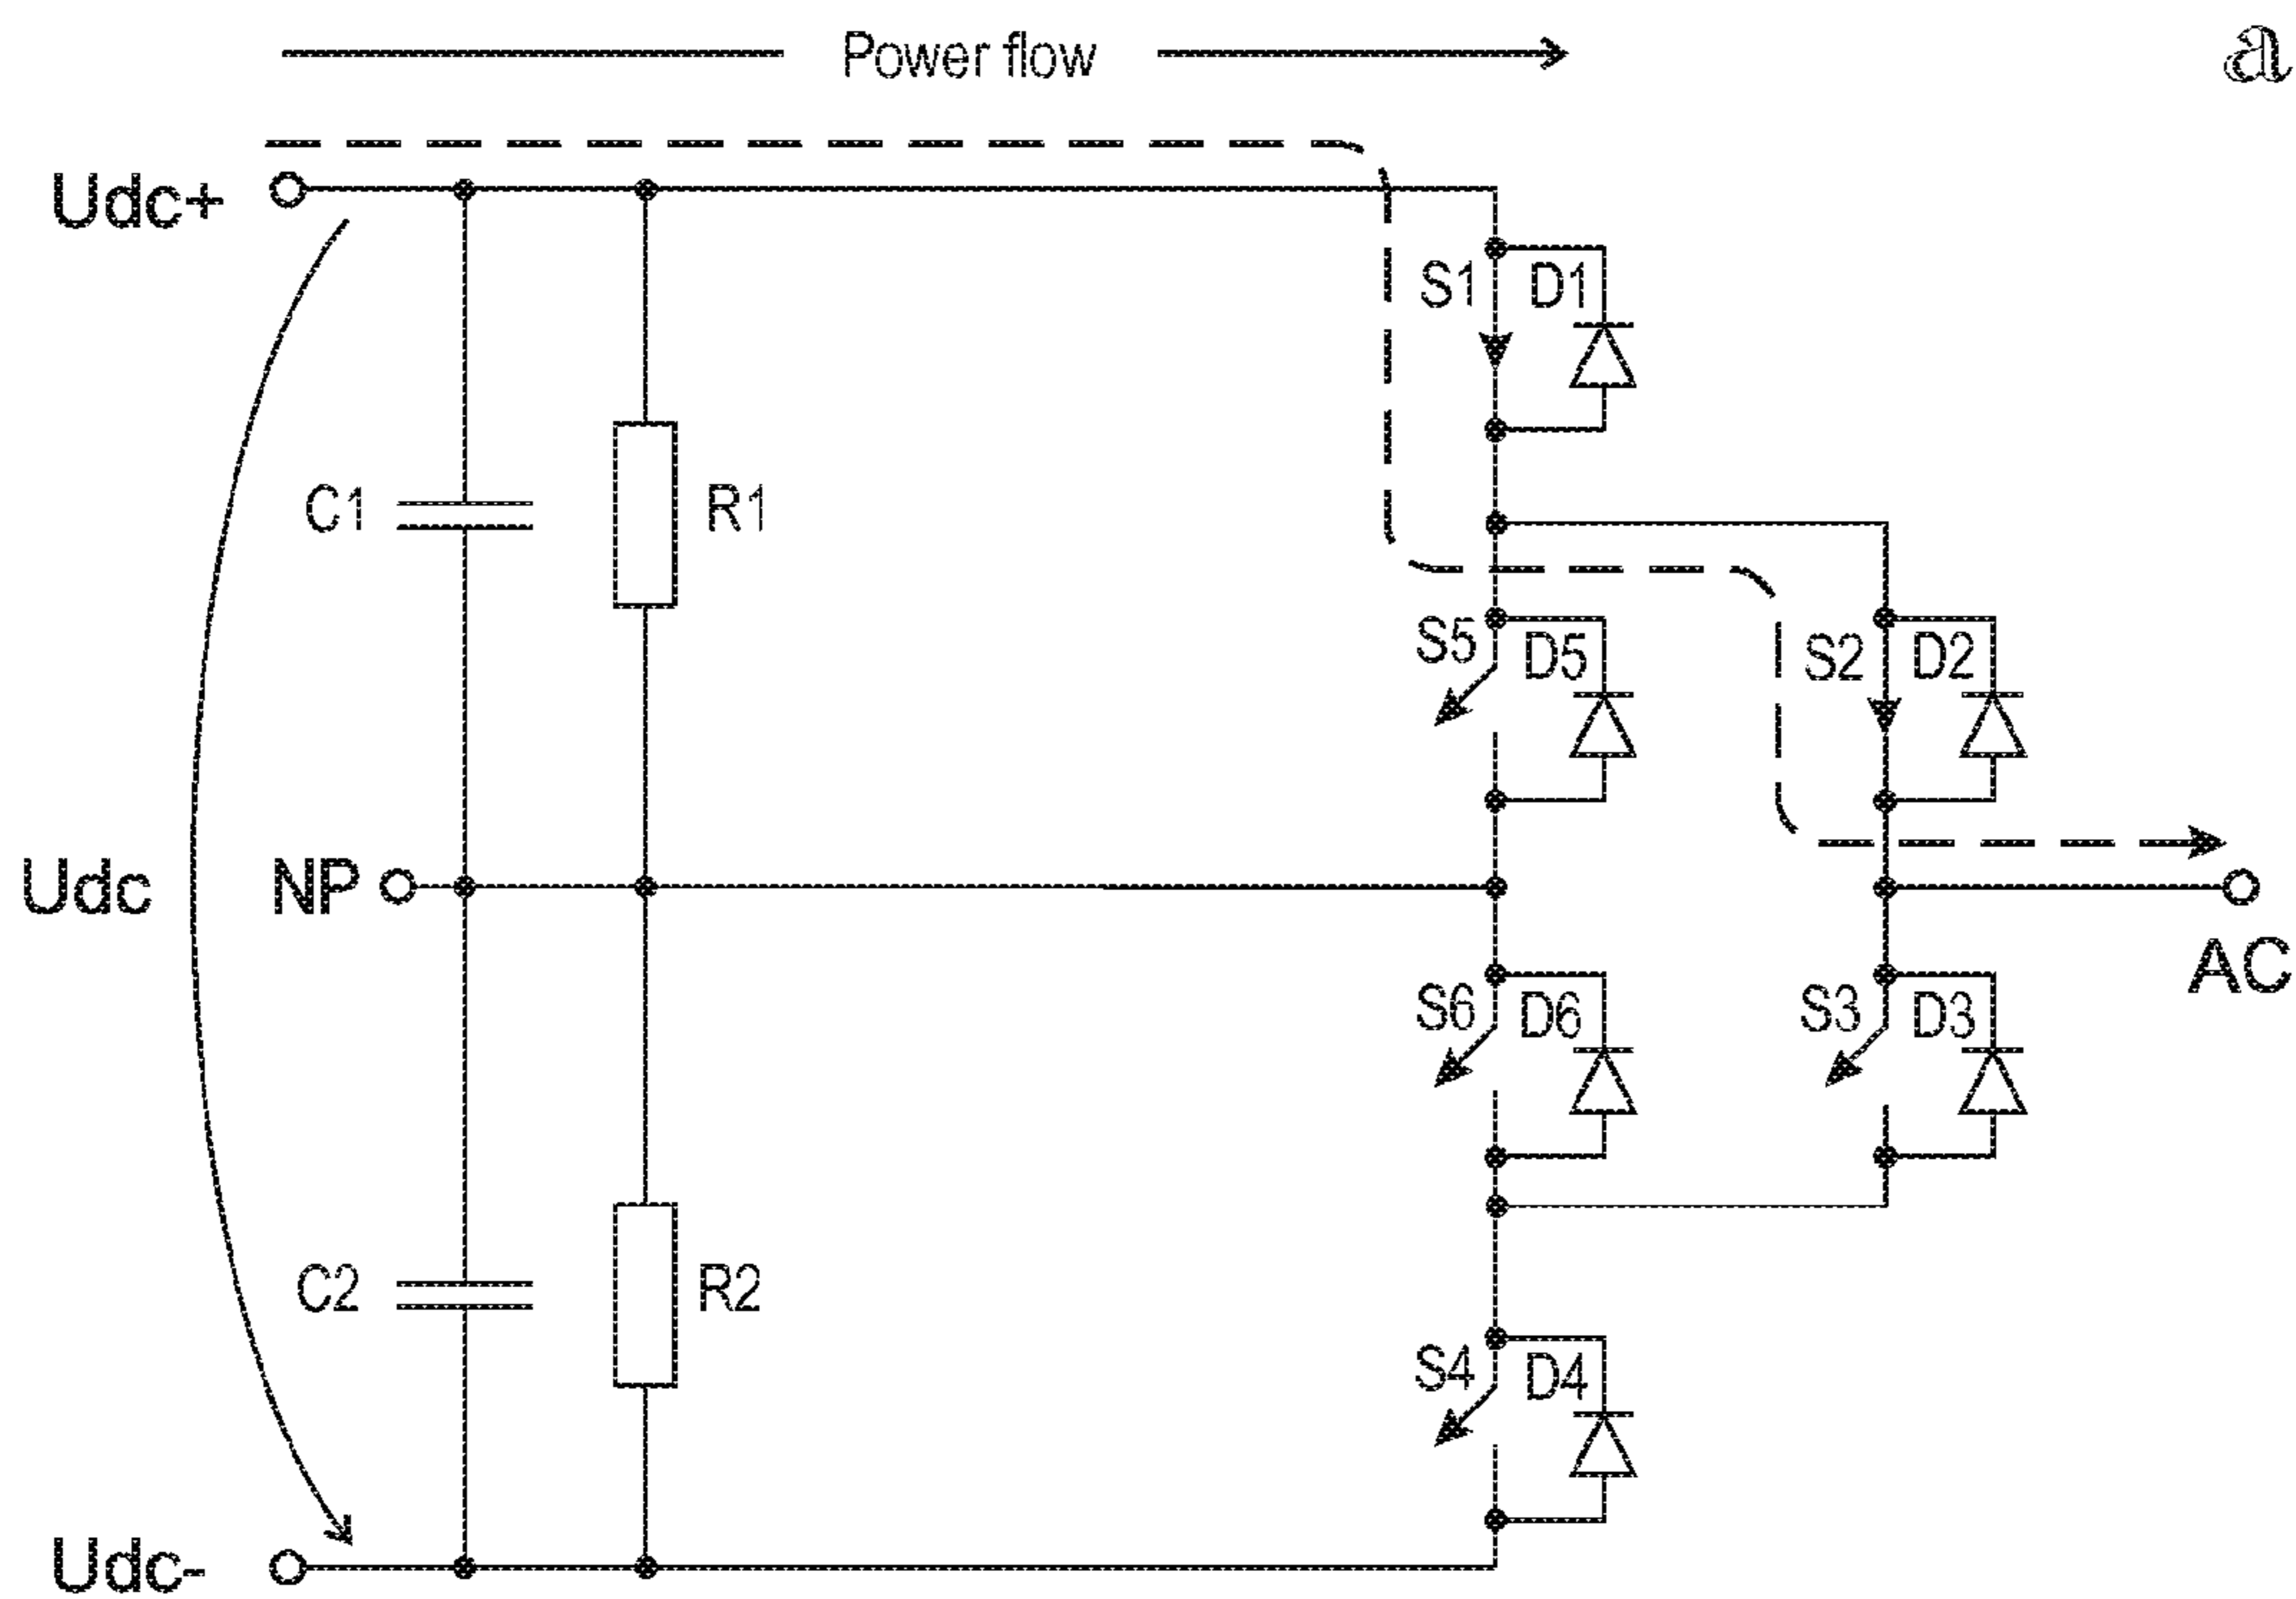 Power flow
a
Udc+
S1 D1
C1 R1
S5 D5 S2 D2
Udc NP
AC
S6 D6 S3 D3
C2 R2
S4 D4
Udc-